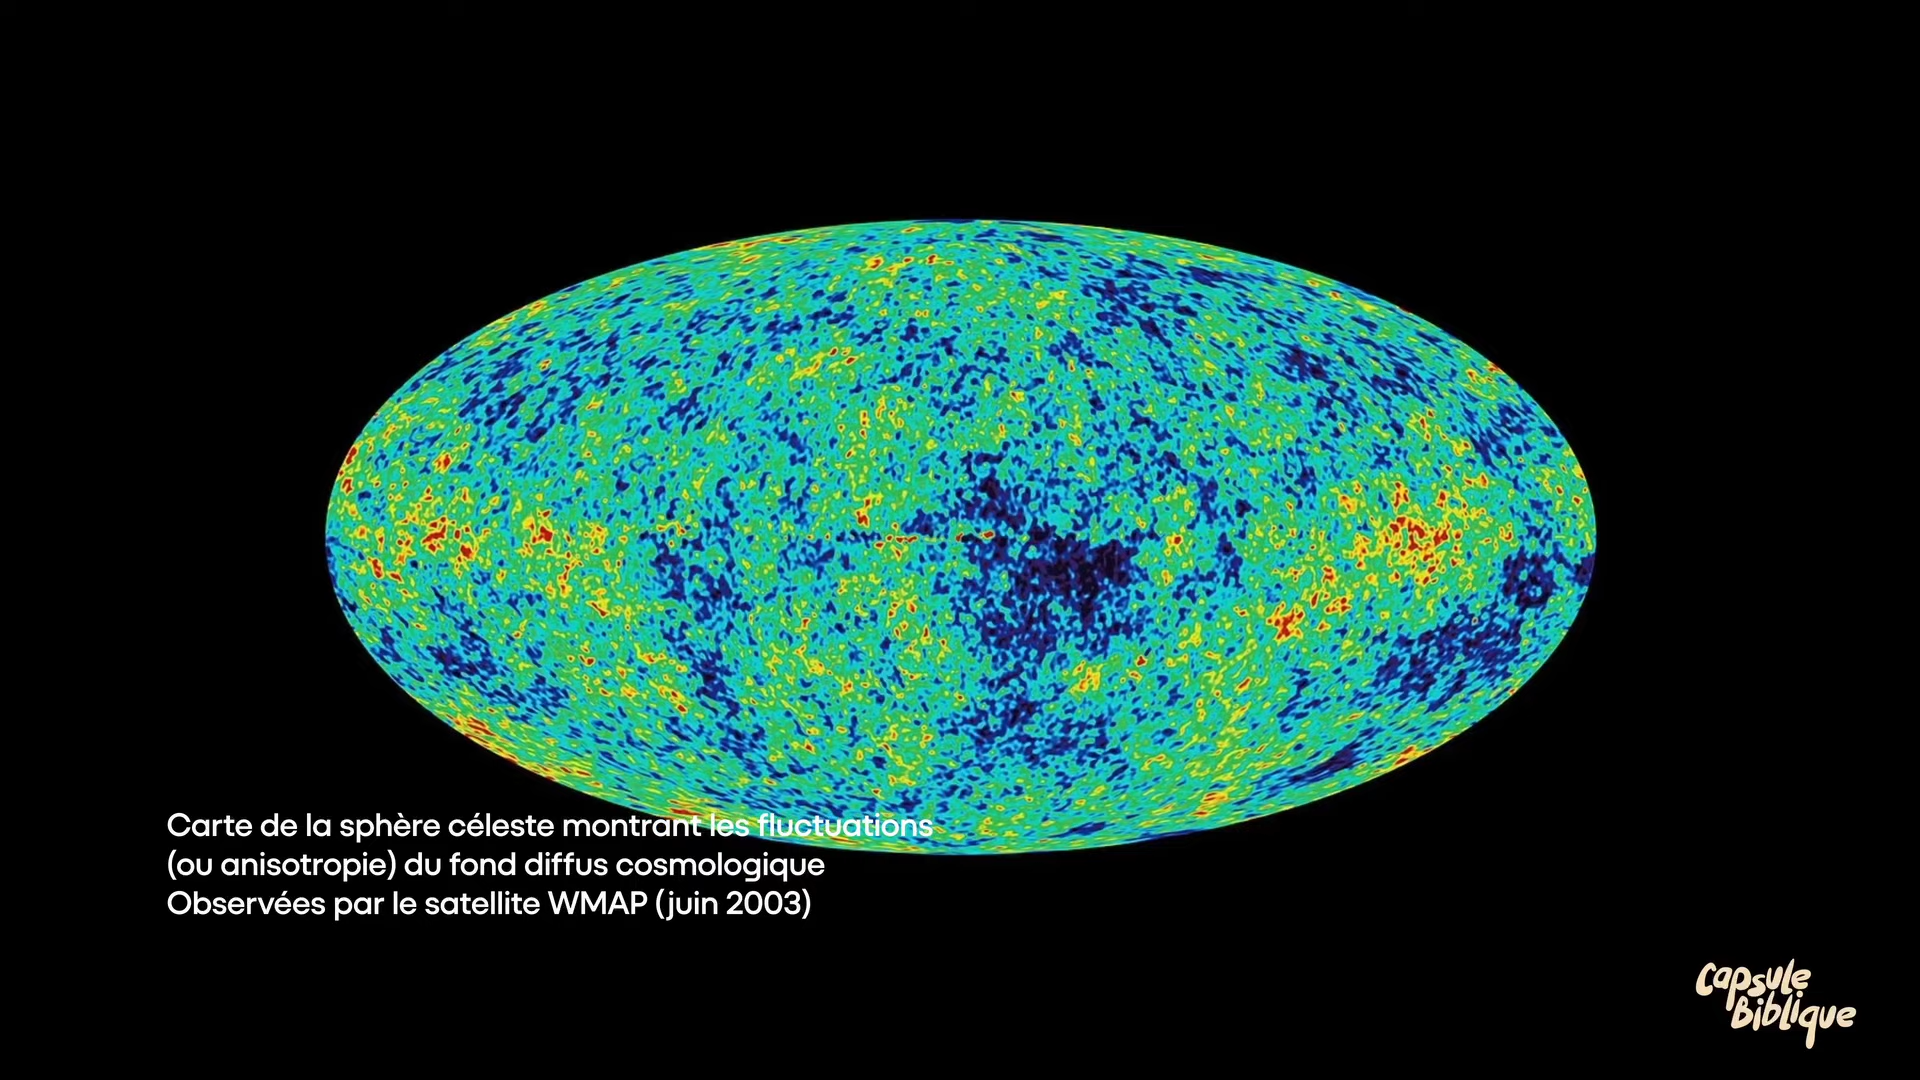 Carte de la sphère céleste montrant les fluctuations
(ou anisotropie) du fond diffus cosmologique
Observées par le satellite WMAP (juin 2003)
Capsule
Biblique